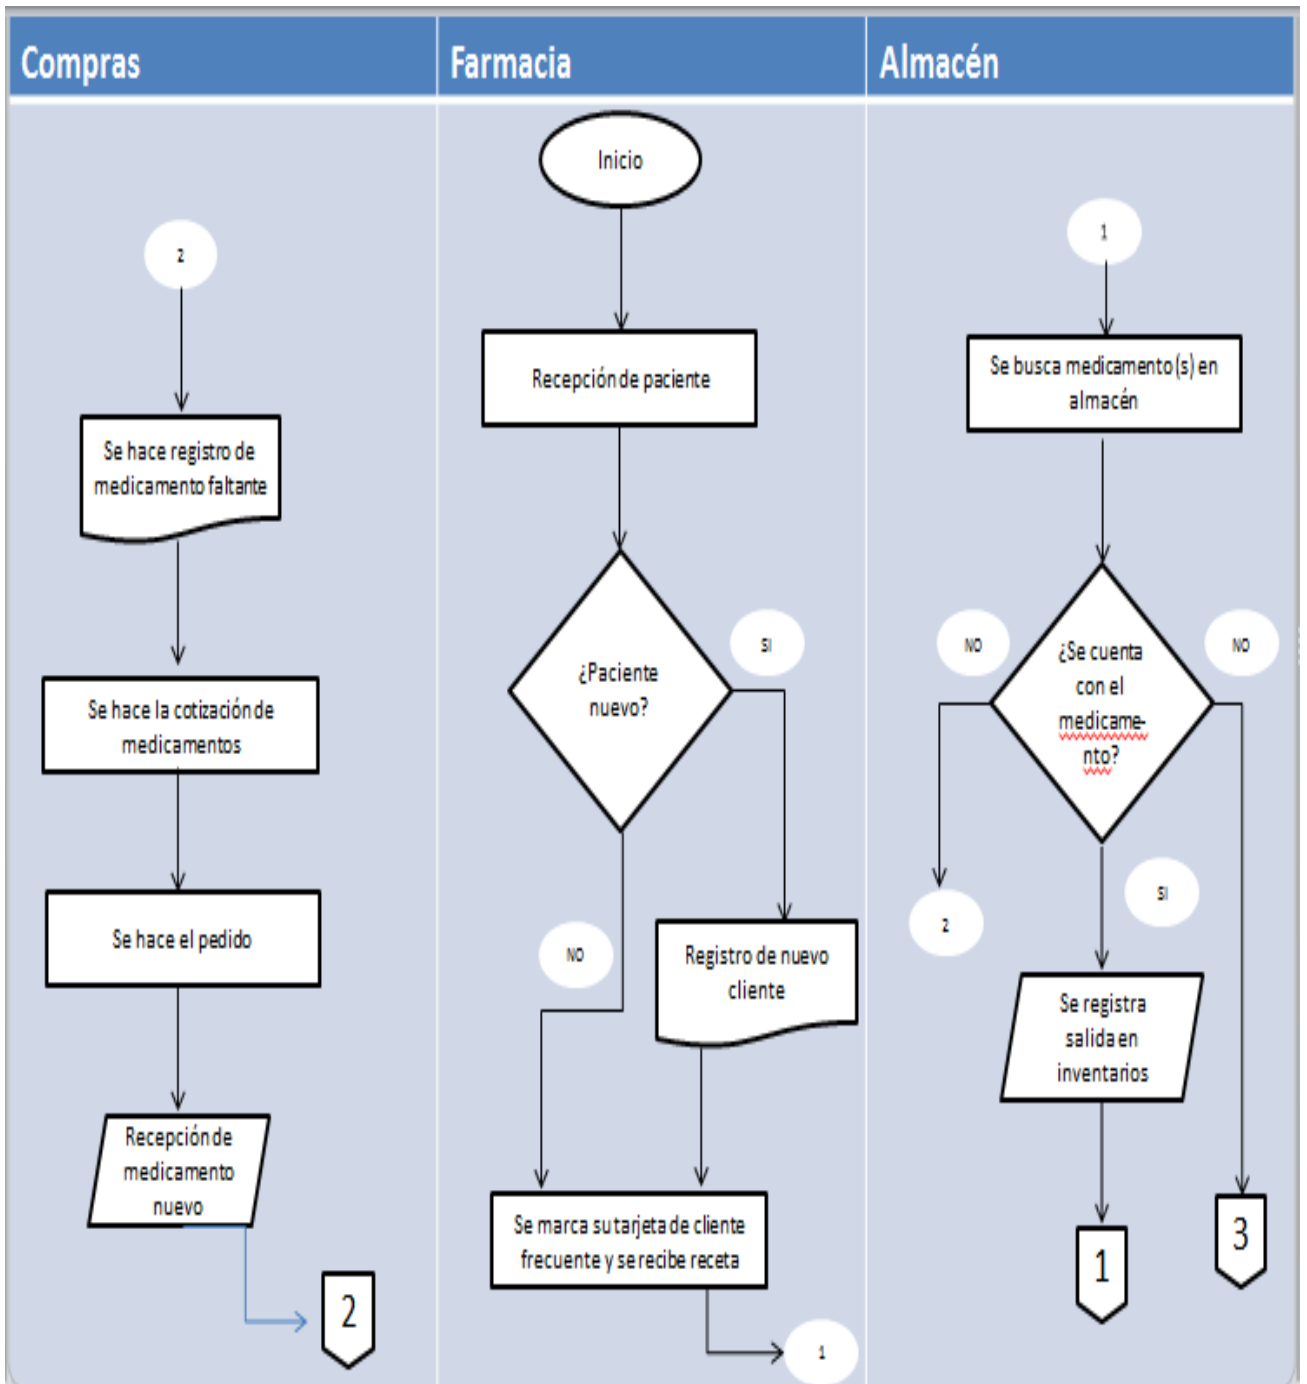 Compras
Farmacia
Almacén
2
Se hace registro de
medicamento faltante
Se hace la cotización de
medicamentos
Se hace el pedido
Recepción de
medicamento
nuevo
2
Inicio
Recepción de paciente
¿Paciente
nuevo?
SI
NO
Registro de nuevo
cliente
Se marca su tarjeta de cliente
frecuente y se recibe receta
1
1
Se busca medicamento(s) en
almacén
¿Se cuenta
con el
medicame-
nto?
NO
NO
2
SI
Se registra
salida en
inventarios
1
3